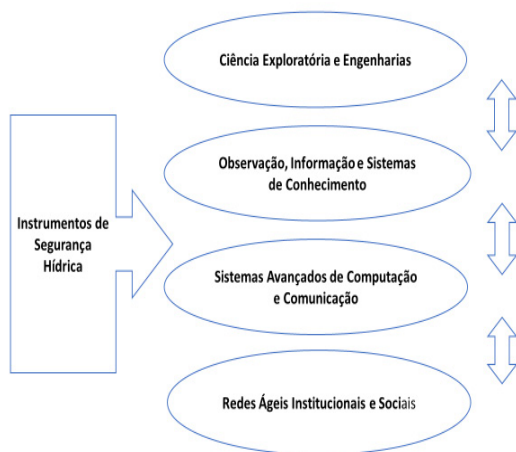 Ciência Exploratória e Engenharias
Observação, Informação e Sistemas
de Conhecimento
Instrumentos de
Segurança
Hídrica
Sistemas Avançados de Computação
e Comunicação
Redes Ágeis Institucionais e Sociais